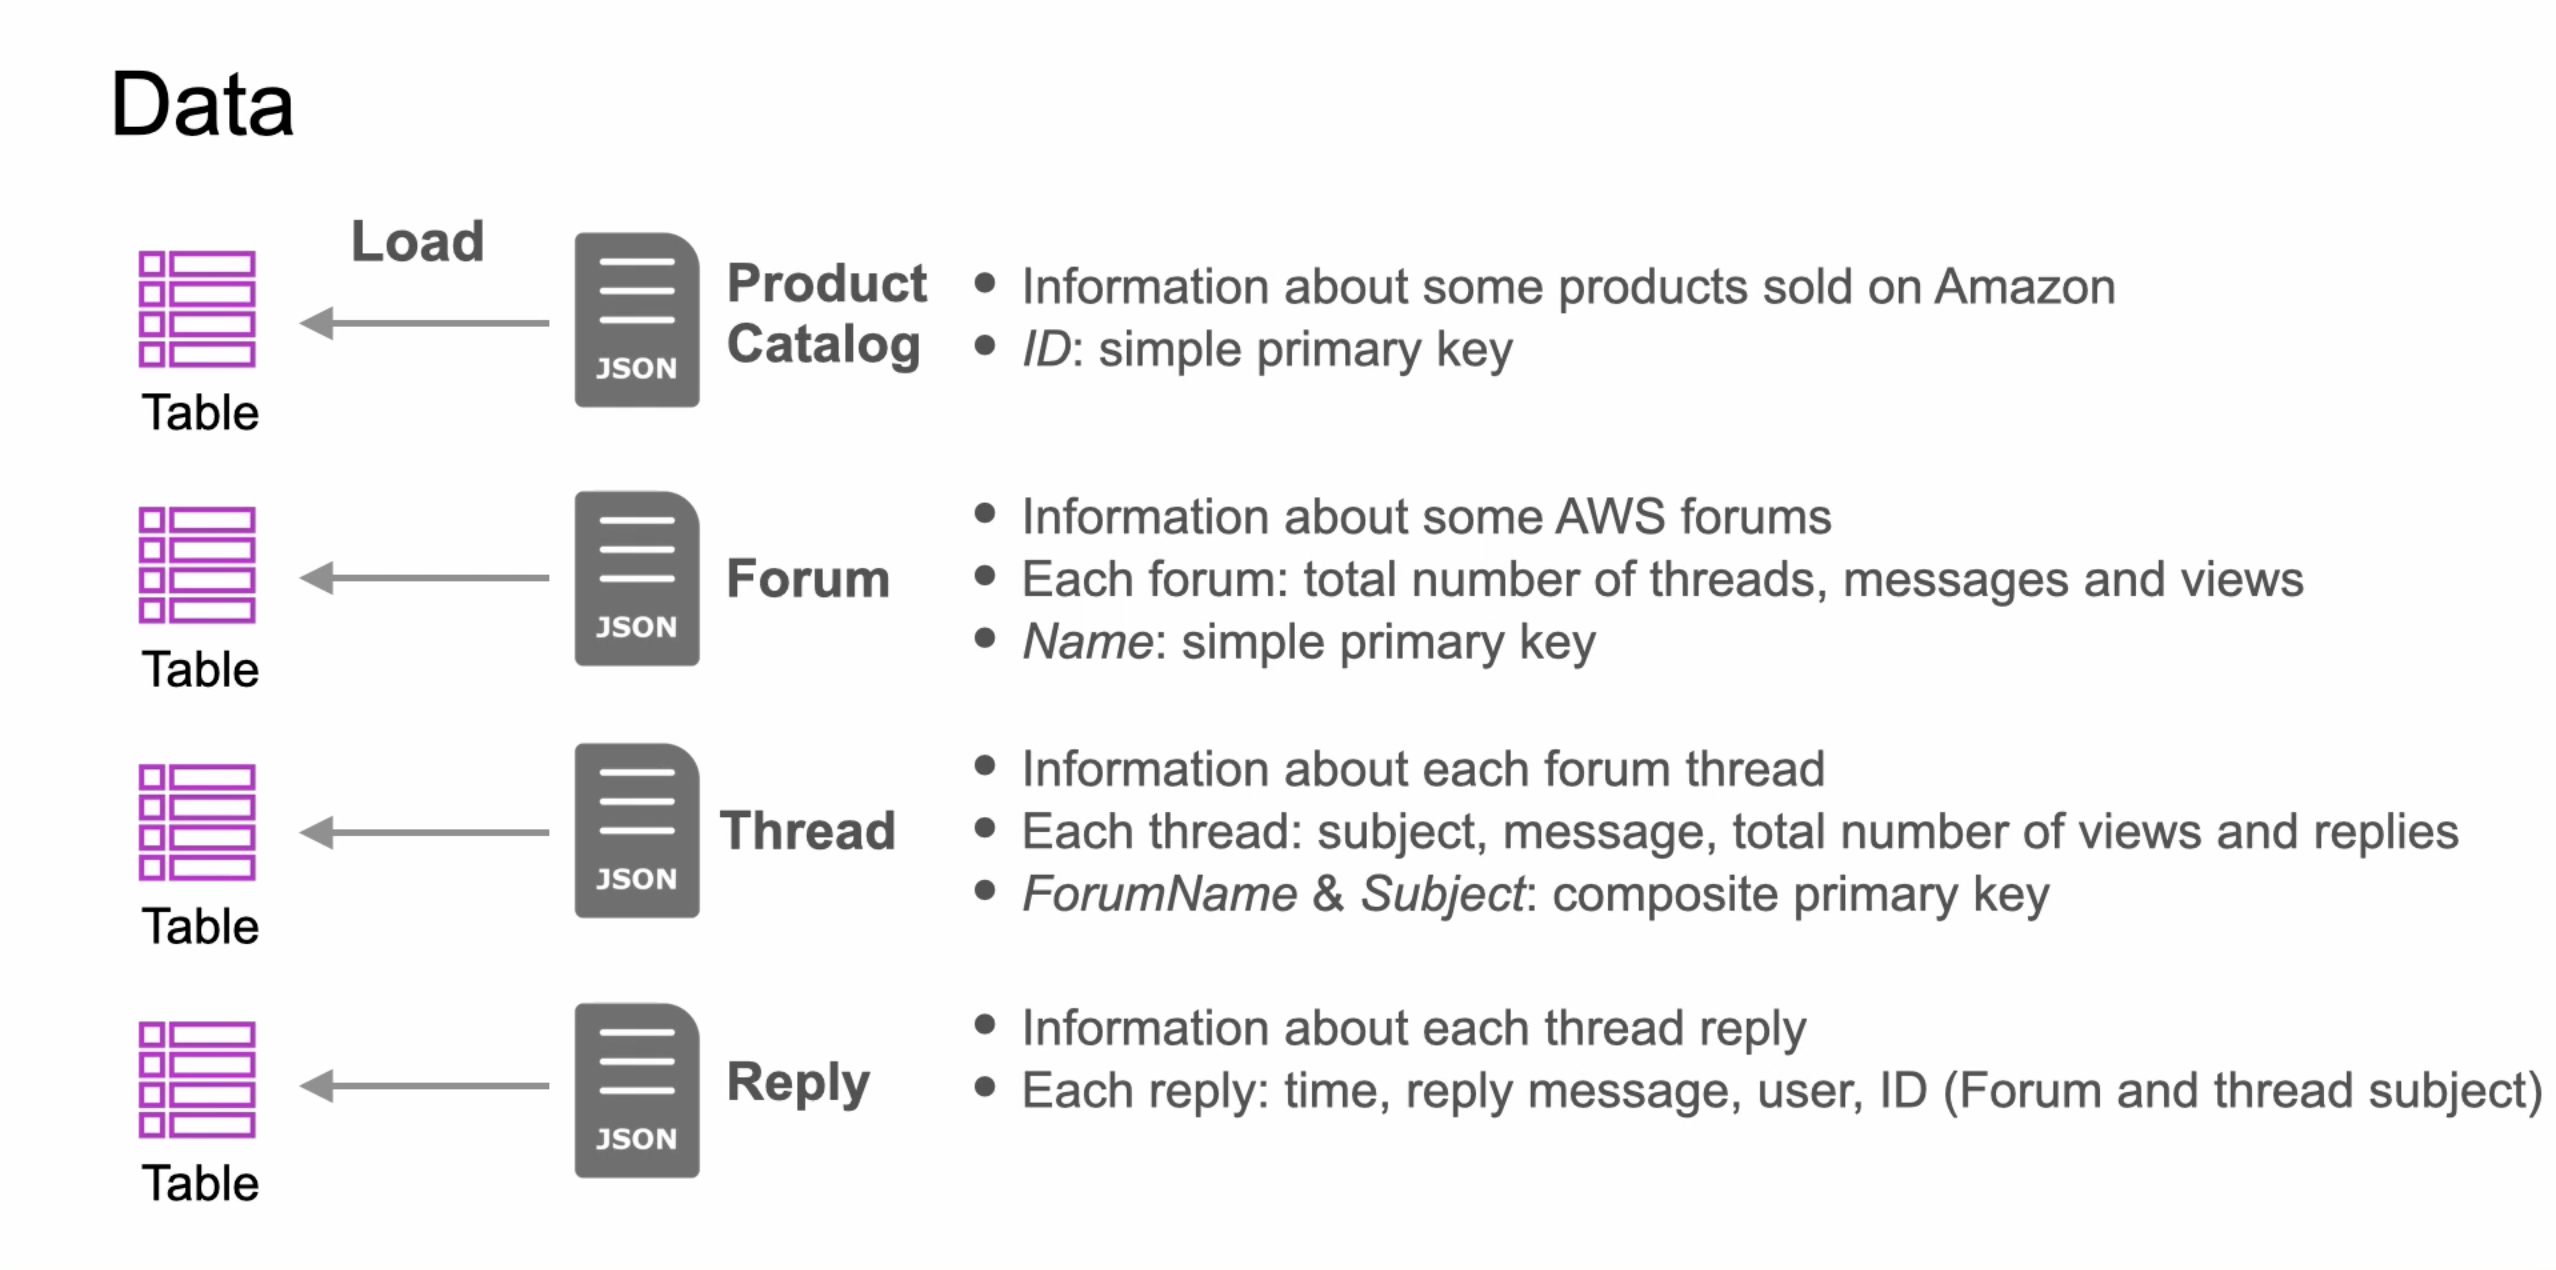 Data
Load
Table
JSON
Product
Catalog
Information about some products sold on Amazon
ID: simple primary key
Table
JSON
Forum
Information about some AWS forums
Each forum: total number of threads, messages and views
Name: simple primary key
Table
JSON
Thread
Information about each forum thread
Each thread: subject, message, total number of views and replies
ForumName & Subject: composite primary key
Table
JSON
Reply
Information about each thread reply
Each reply: time, reply message, user, ID (Forum and thread subject)